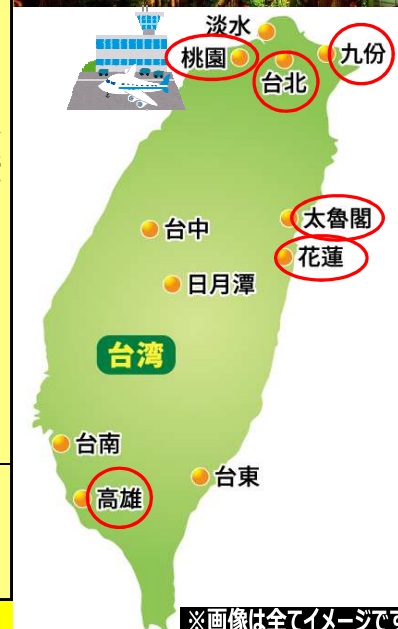 淡水
桃園
九份
台北
太魯閣
台中
花蓮
日月潭
台湾
台南
台東
高雄
※画像は全てイメージです